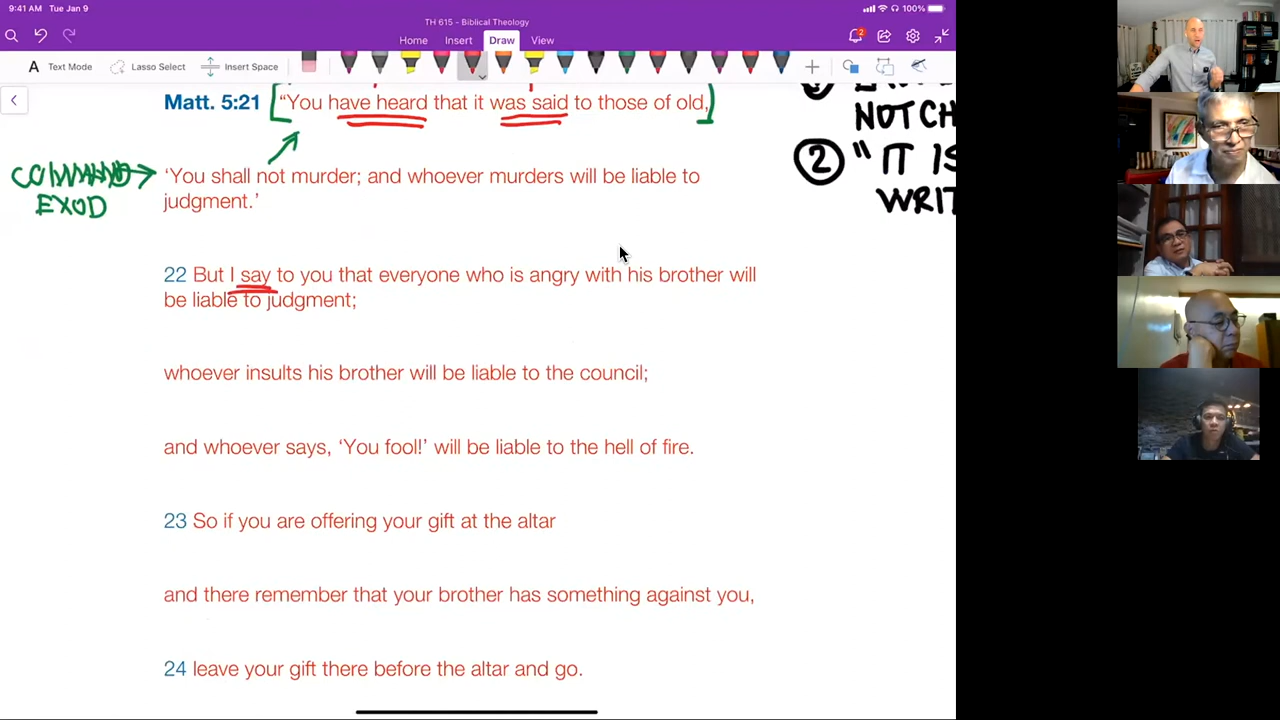 9:41 AM Tue Jan 9
100%
TH 615 - Biblical Theology
Home Insert Draw View
2
A Text Mode
Lasso Select
Insert Space
Matt. 5:21 “You have heard that it was said to those of old,
NOT CH
② “IT IS
WRIT
COMMAND
EXOD
‘You shall not murder; and whoever murders will be liable to
judgment.’
22 But I say to you that everyone who is angry with his brother will
be liable to judgment;
whoever insults his brother will be liable to the council;
and whoever says, ‘You fool!’ will be liable to the hell of fire.
23 So if you are offering your gift at the altar
and there remember that your brother has something against you,
24 leave your gift there before the altar and go.